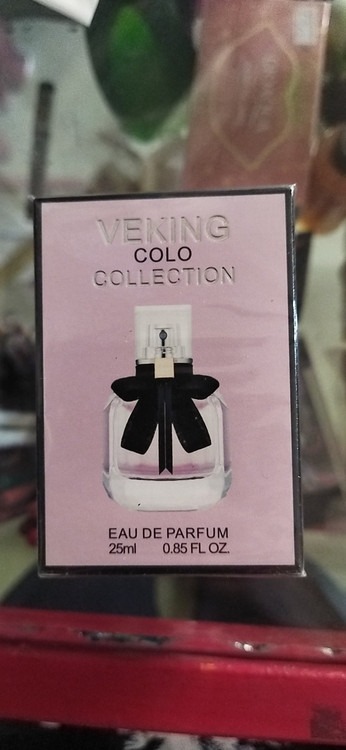 VEKING
COLO
COLLECTION
EAU DE PARFUM
25ml 0.85 FL OZ.